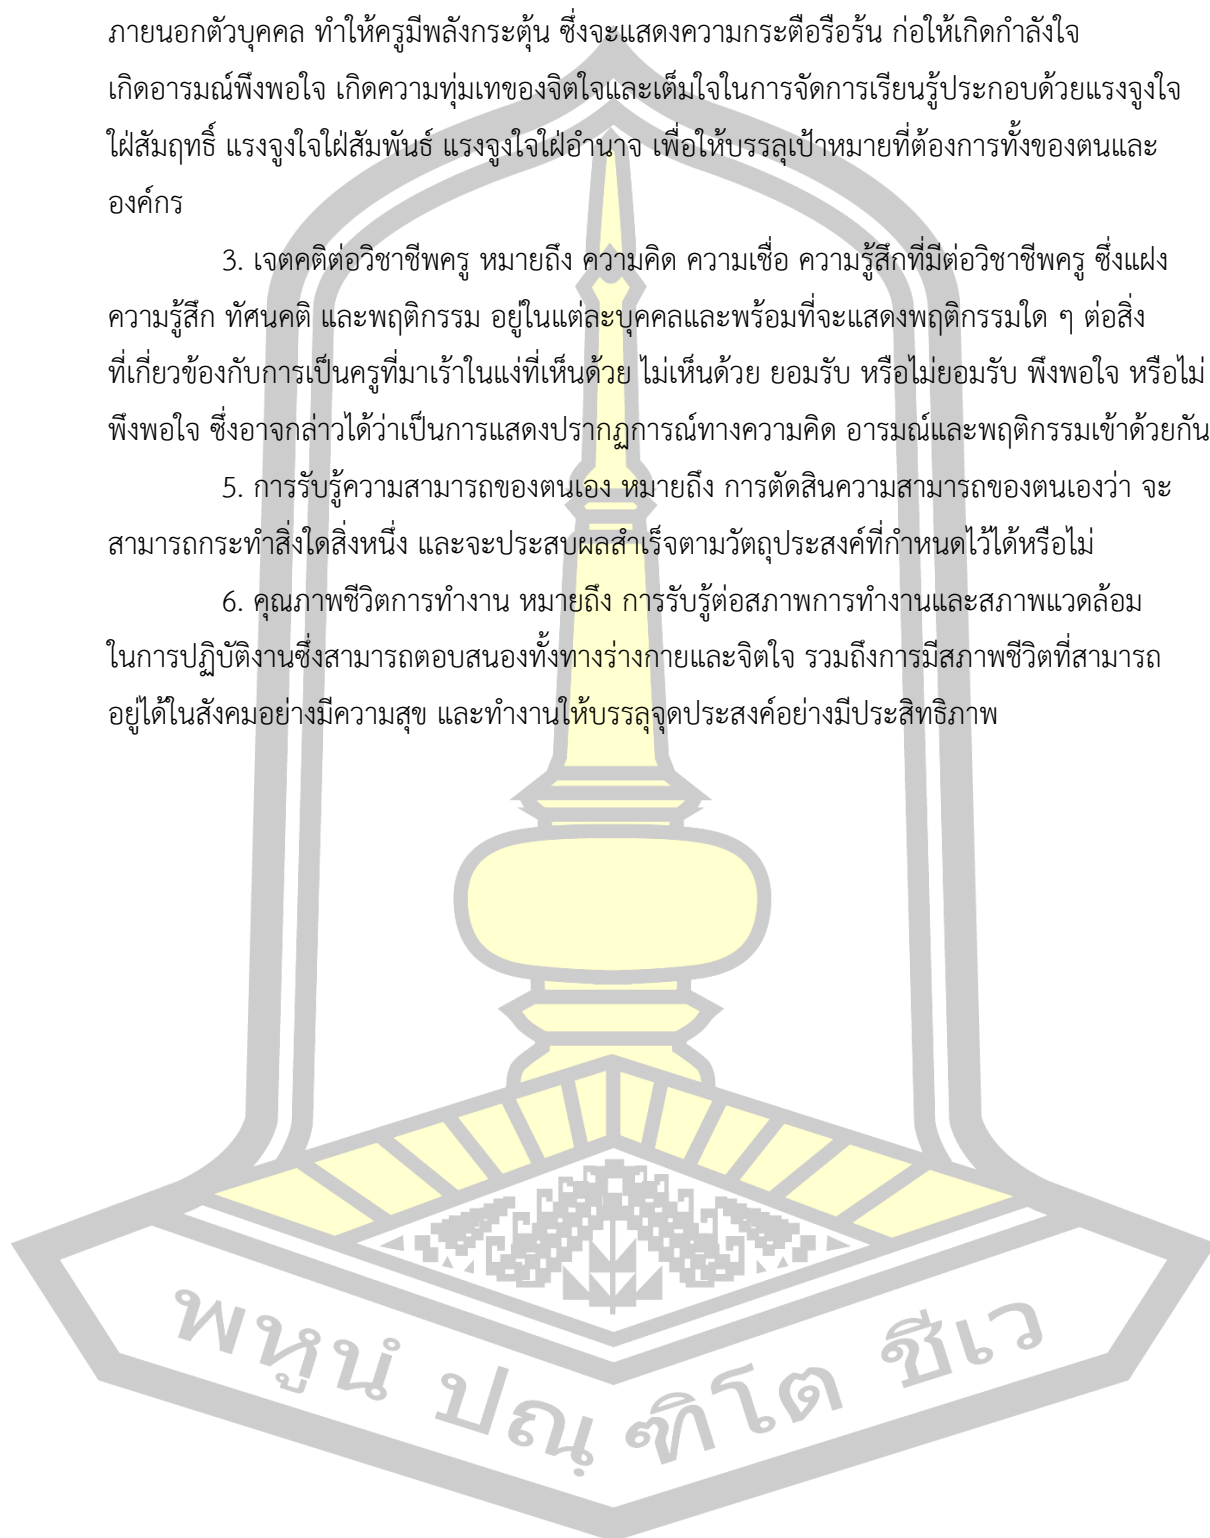 ภายนอกตัวบุคคล ทำให้ครูมีพลังกระตุ้น ซึ่งจะแสดงความกระตือรือร้น ก่อให้เกิดกำลังใจ
เกิดอารมณ์พึงพอใจ เกิดความทุ่มเทของจิตใจและเต็มใจในการจัดการเรียนรู้ประกอบด้วยแรงจูงใจ
ใฝ่สัมฤทธิ์ แรงจูงใจใฝ่สัมพันธ์ แรงจูงใจใฝ่อำนาจ เพื่อให้บรรลุเป้าหมายที่ต้องการทั้งของตนและ
องค์กร
3. เจตคติต่อวิชาชีพครู หมายถึง ความคิด ความเชื่อ ความรู้สึกที่มีต่อวิชาชีพครู ซึ่งแฝง
ความรู้สึก ทัศนคติ และพฤติกรรม อยู่ในแต่ละบุคคลและพร้อมที่จะแสดงพฤติกรรมใด ๆ ต่อสิ่ง
ที่เกี่ยวข้องกับการเป็นครูที่มาเร้าในแง่ที่เห็นด้วย ไม่เห็นด้วย ยอมรับ หรือไม่ยอมรับ พึงพอใจ หรือไม่
พึงพอใจ ซึ่งอาจกล่าวได้ว่าเป็นการแสดงปรากฏการณ์ทางความคิด อารมณ์และพฤติกรรมเข้าด้วยกัน
5. การรับรู้ความสามารถของตนเอง หมายถึง การตัดสินความสามารถของตนเองว่า จะ
สามารถกระทำสิ่งใดสิ่งหนึ่ง และจะประสบผลสำเร็จตามวัตถุประสงค์ที่กำหนดไว้ได้หรือไม่
6. คุณภาพชีวิตการทำงาน หมายถึง การรับรู้ต่อสภาพการทำงานและสภาพแวดล้อม
ในการปฏิบัติงานซึ่งสามารถตอบสนองทั้งทางร่างกายและจิตใจ รวมถึงการมีสภาพชีวิตที่สามารถ
อยู่ได้ในสังคมอย่างมีความสุข และทำงานให้บรรลุจุดประสงค์อย่างมีประสิทธิภาพ
พหูนํ ปณฺ ฑิโต ชีเว